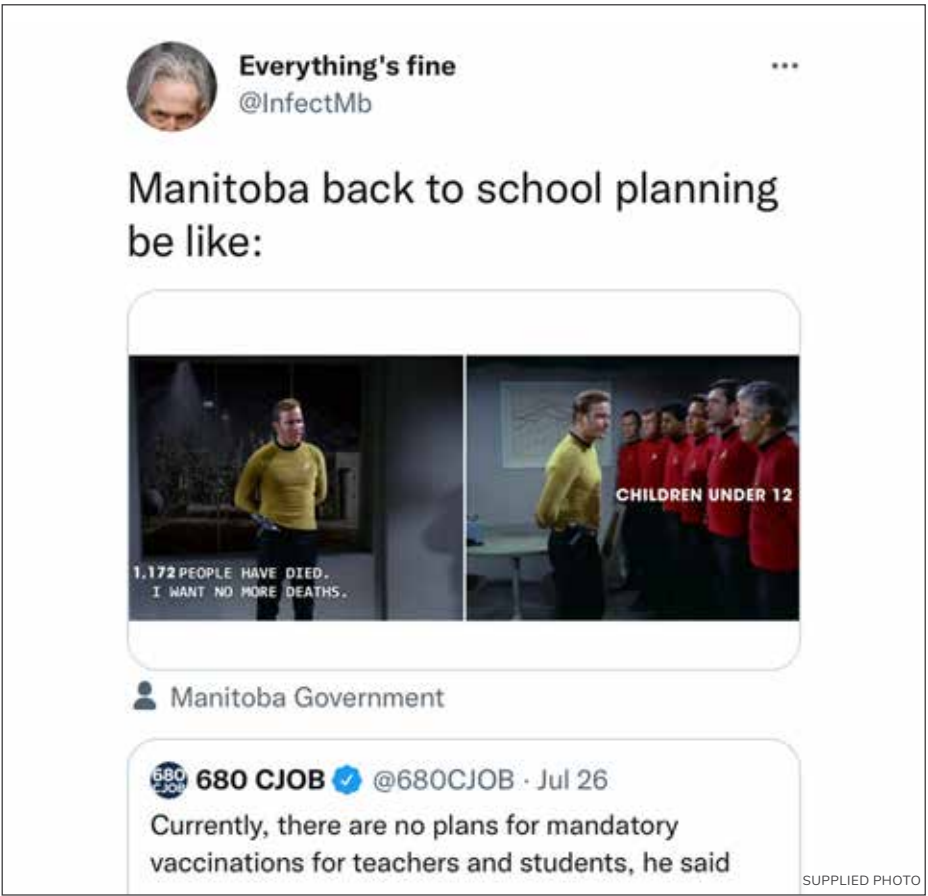 Everything's fine
@InfectMb
Manitoba back to school planning
be like:
1,172 PEOPLE HAVE DIED.
I WANT NO MORE DEATHS.
CHILDREN UNDER 12
Manitoba Government
680 CJOB
680 CJOB @680CJOB · Jul 26
Currently, there are no plans for mandatory
vaccinations for teachers and students, he said
SUPPLIED PHOTO